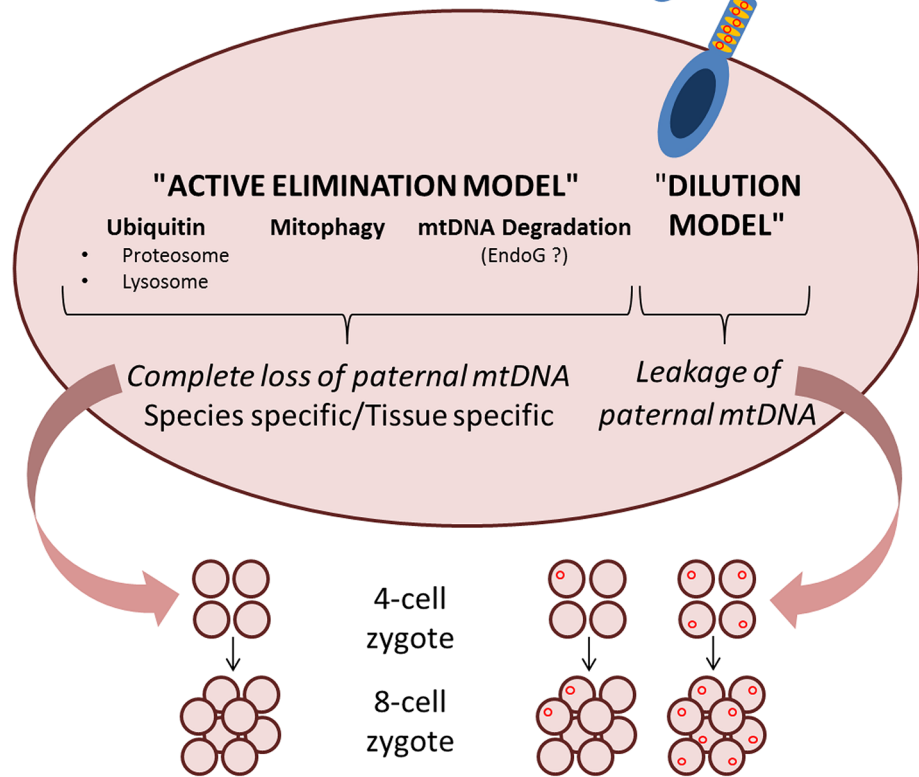 "ACTIVE ELIMINATION MODEL"
Ubiquitin
• Proteosome
• Lysosome
Mitophagy
mtDNA Degradation
(EndoG ?)
"DILUTION
MODEL"
Complete loss of paternal mtDNA
Species specific/Tissue specific
Leakage of
paternal mtDNA
4-cell
zygote
8-cell
zygote